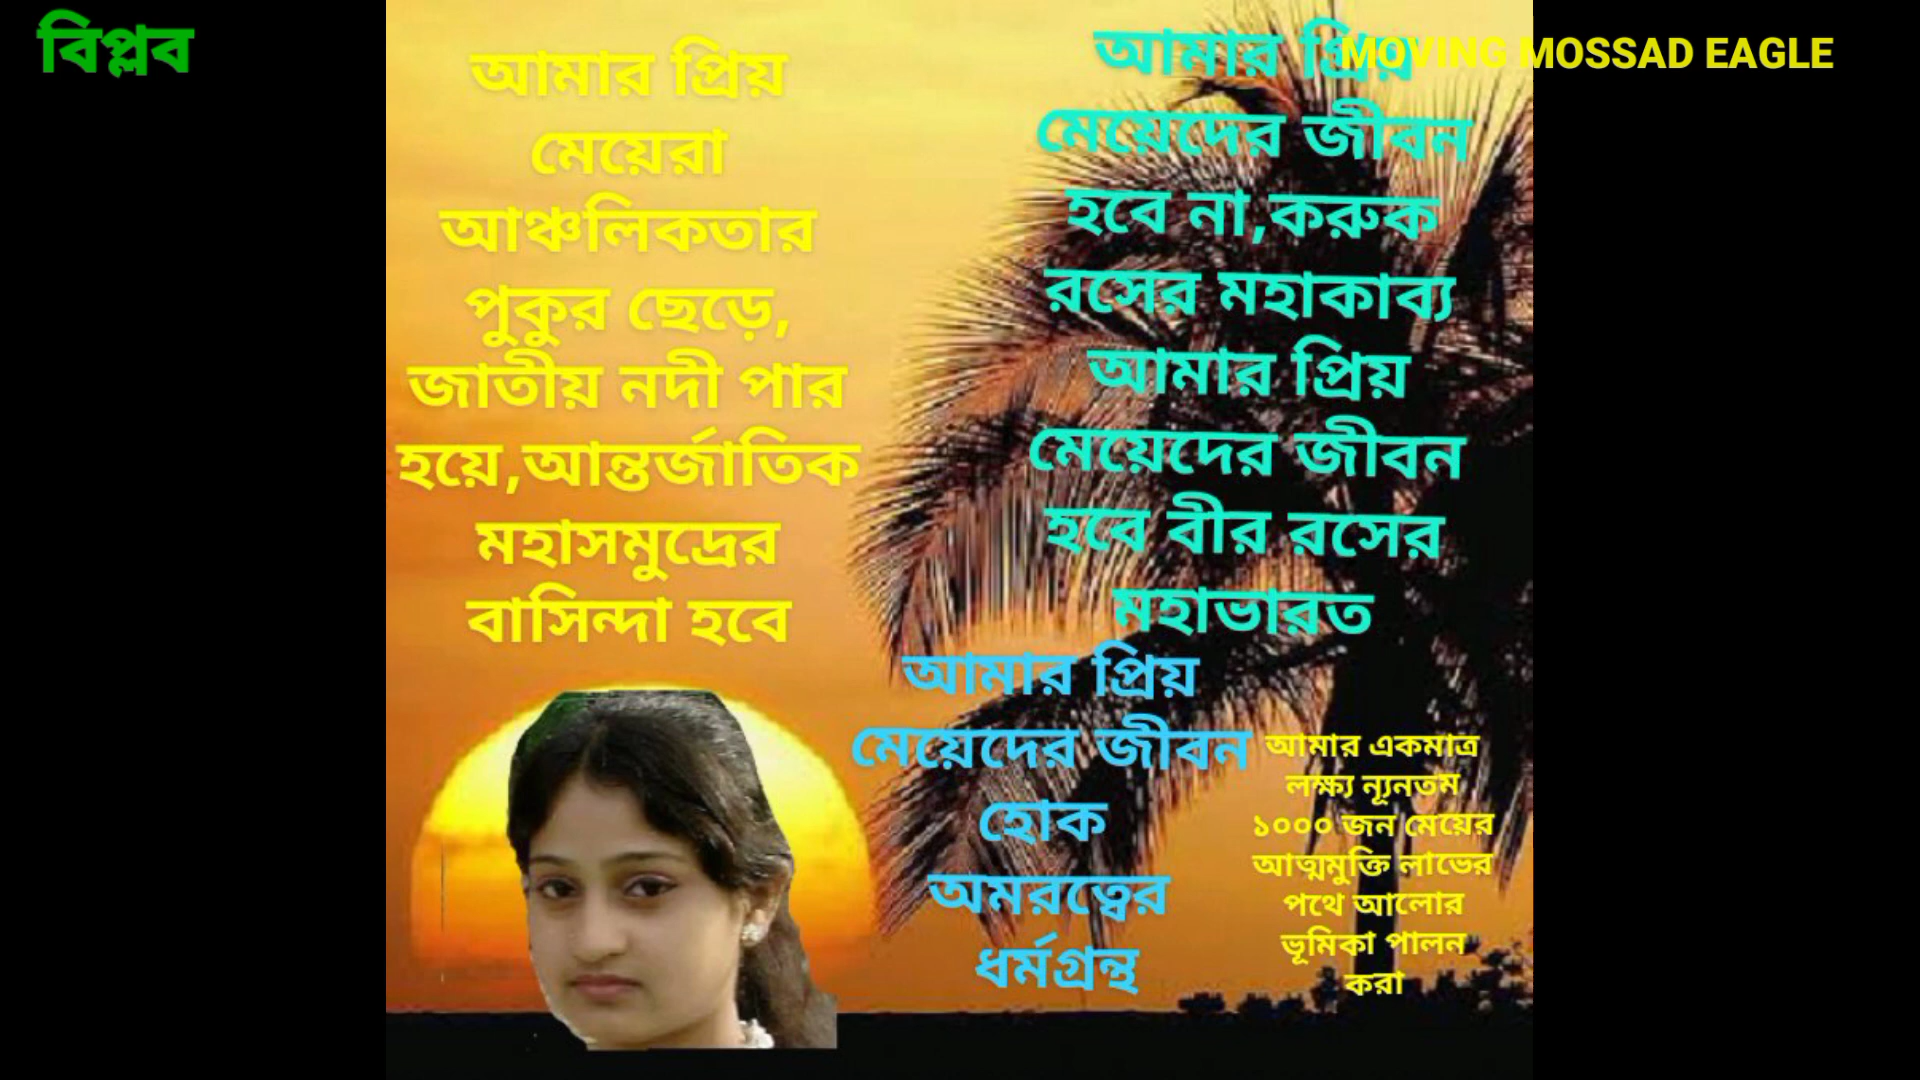 বিপ্লব
MOVING MOSSAD EAGLE
আমার প্রিয়
মেয়েরা
আঞ্চলিকতার
পুকুর ছেড়ে,
জাতীয় নদী পার
হয়ে,আন্তর্জাতিক
মহাসমুদ্রের
বাসিন্দা হবে
আমার প্রিয়
মেয়েদের জীবন
হবে না,করুক
রসের মহাকাব্য
আমার প্রিয়
মেয়েদের জীবন
হবে বীর রসের
মহাভারত
আমার প্রিয়
মেয়েদের জীবন
হোক
অমরত্বের
ধর্মগ্রন্থ
আমার একমাত্র
লক্ষ্য ন্যূনতম
১০০০ জন মেয়ের
আত্মমুক্তি লাভের
পথে আলোর
ভূমিকা পালন
করা